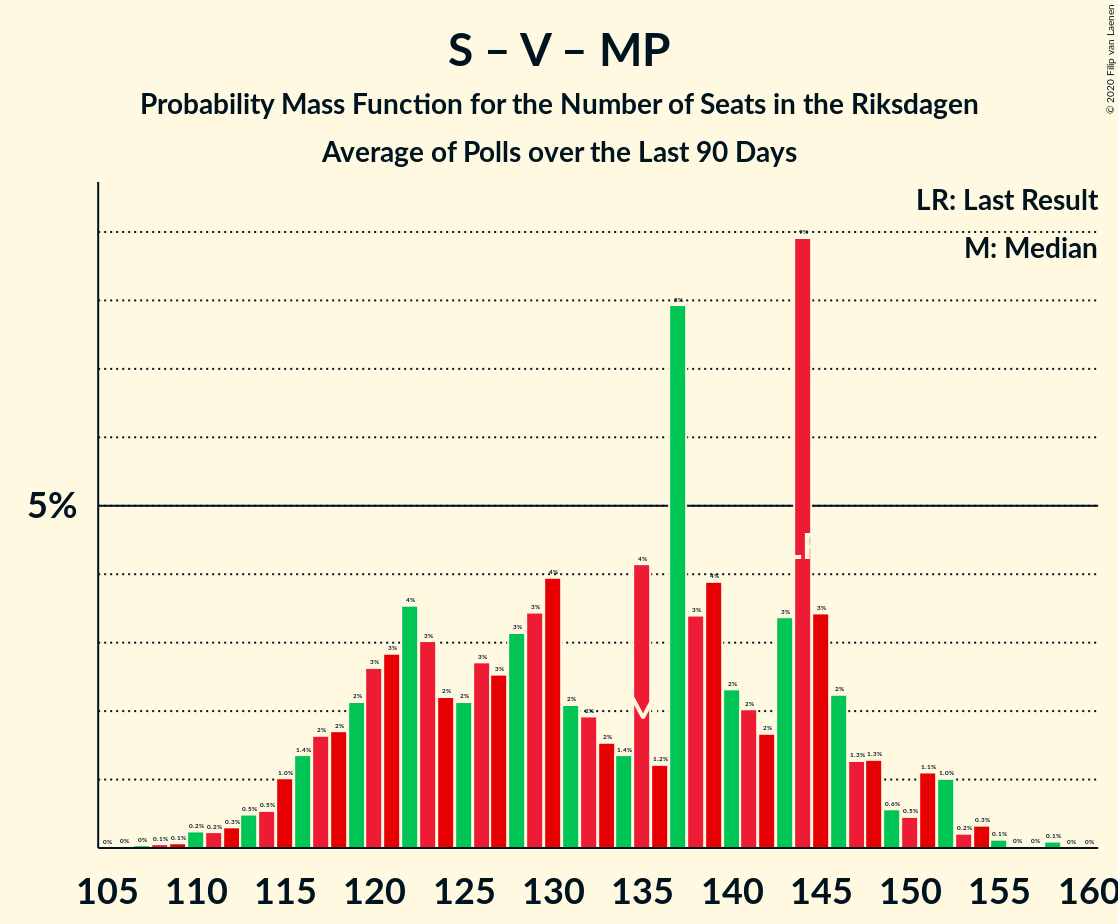 S – V – MP
Probability Mass Function for the Number of Seats in the Riksdagen
Average of Polls over the Last 90 Days
© 2020 Filip van Laenen
LR: Last Result
M: Median
5%
0% 0% 0% 0.1% 0.1% 0.2% 0.2% 0.3% 0.5% 0.5% 1.0% 1.4% 2% 2% 2% 3% 3% 4% 3% 2% 2% 3% 3% 3% 3% 4% 2% 2% 2% 1.4% 4% 1.2% 8% 3% 4% 2% 2% 2% 3% 9% 3% 2% 1.3% 1.3% 0.6% 0.5% 1.1% 1.0% 0.2% 0.3% 0.1% 0% 0% 0.1% 0% 0%
105 110 115 120 125 130 135 140 145 150 155 160